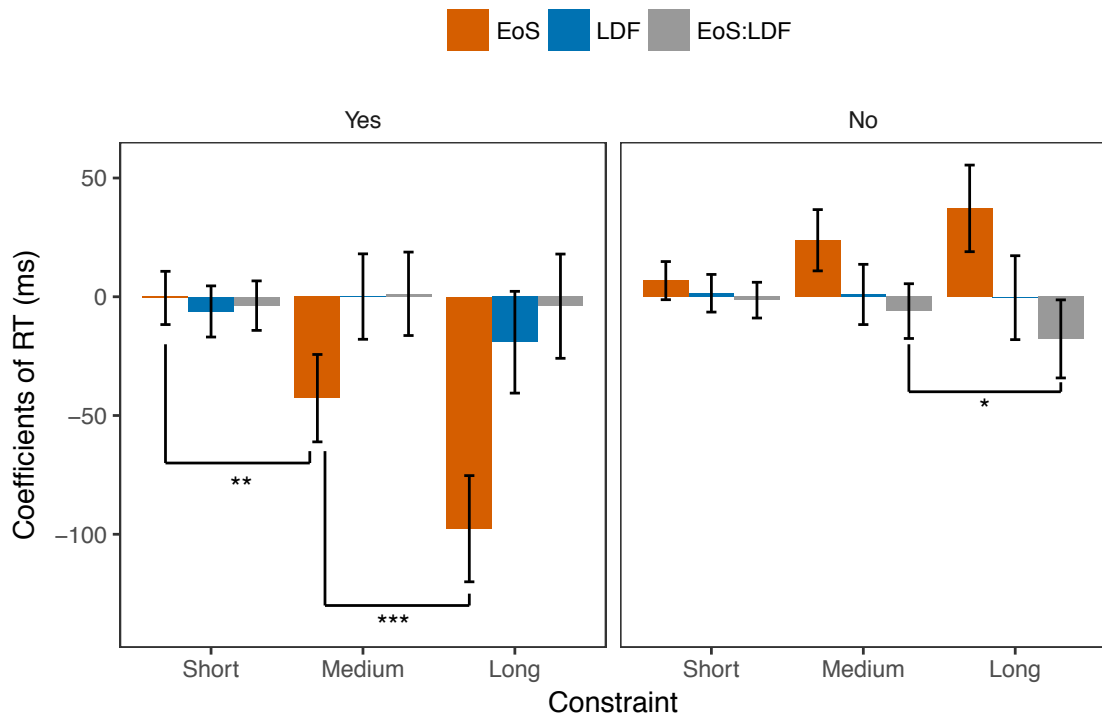 EoS LDF EoS:LDF
Yes No
50
0
−50
−100
Coefficients of RT (ms)
**
***
*
Short Medium Long Short Medium Long
Constraint